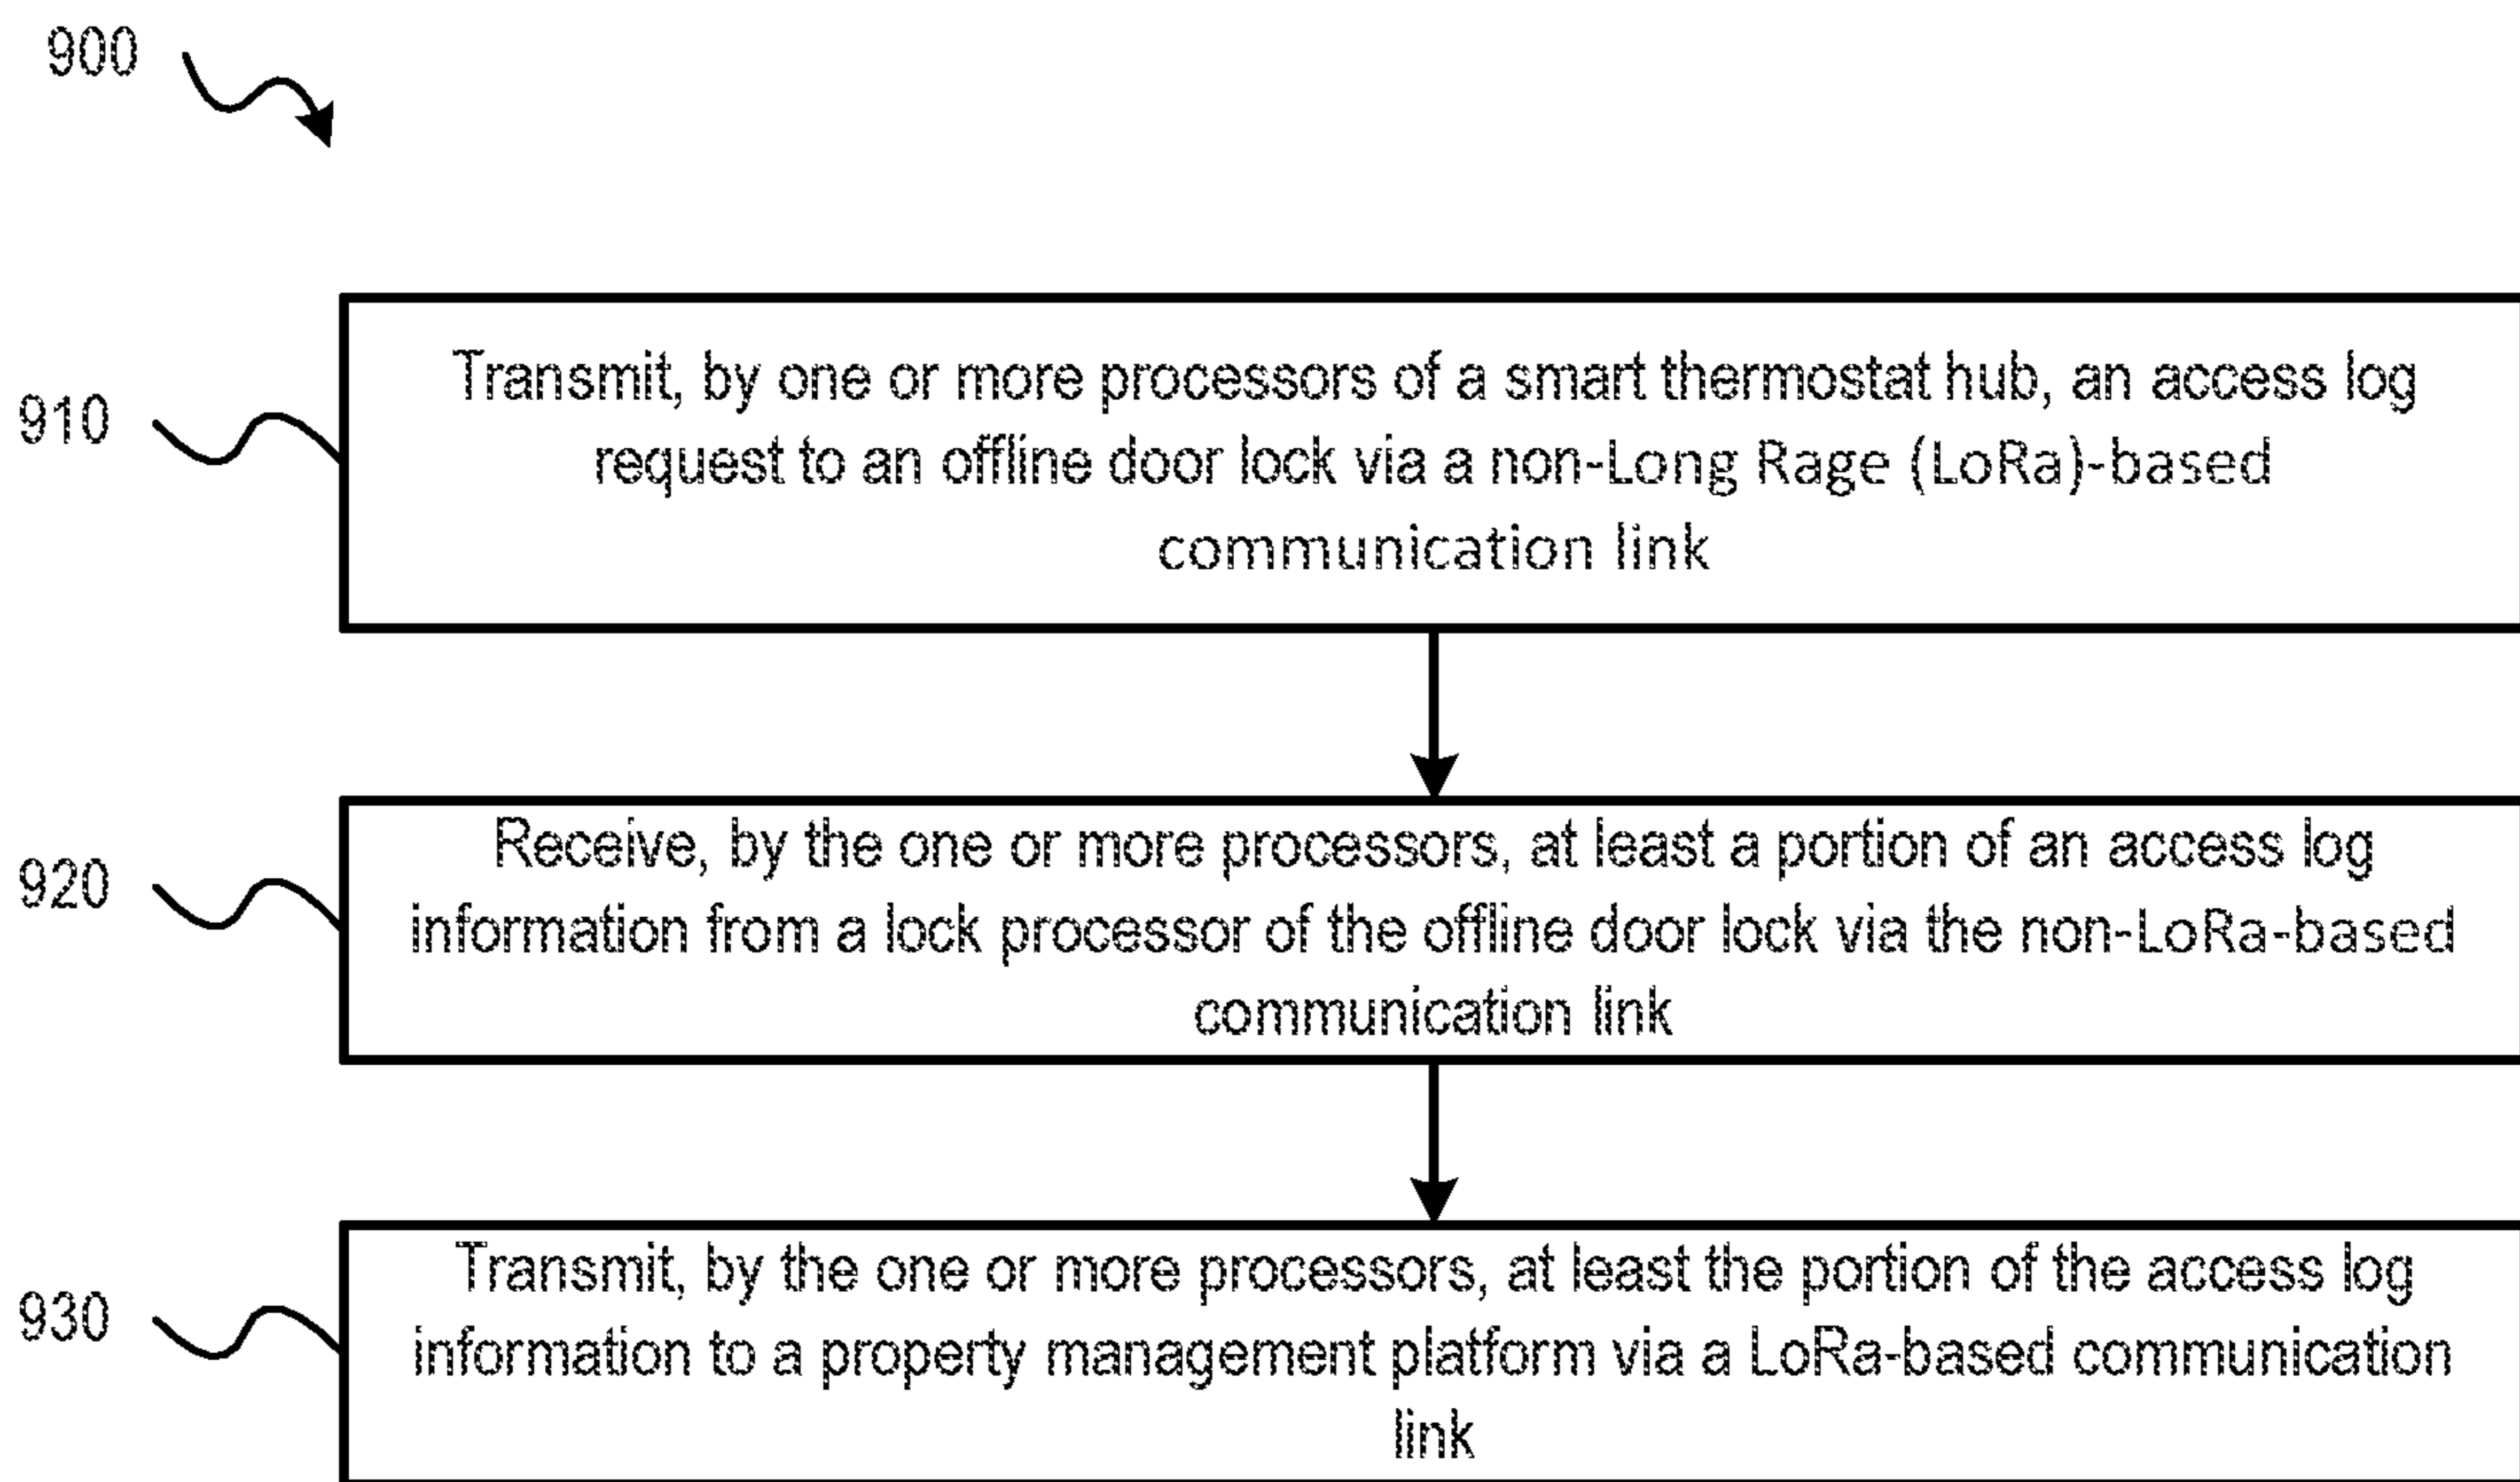 900
910
Transmit, by one or more processors of a smart thermostat hub, an access log
request to an offline door lock via a non-Long Rage (LoRa)-based
communication link
920
Receive, by the one or more processors, at least a portion of an access log
information from a lock processor of the offline door lock via the non-LoRa-based
communication link
930
Transmit, by the one or more processors, at least the portion of the access log
information to a property management platform via a LoRa-based communication
link